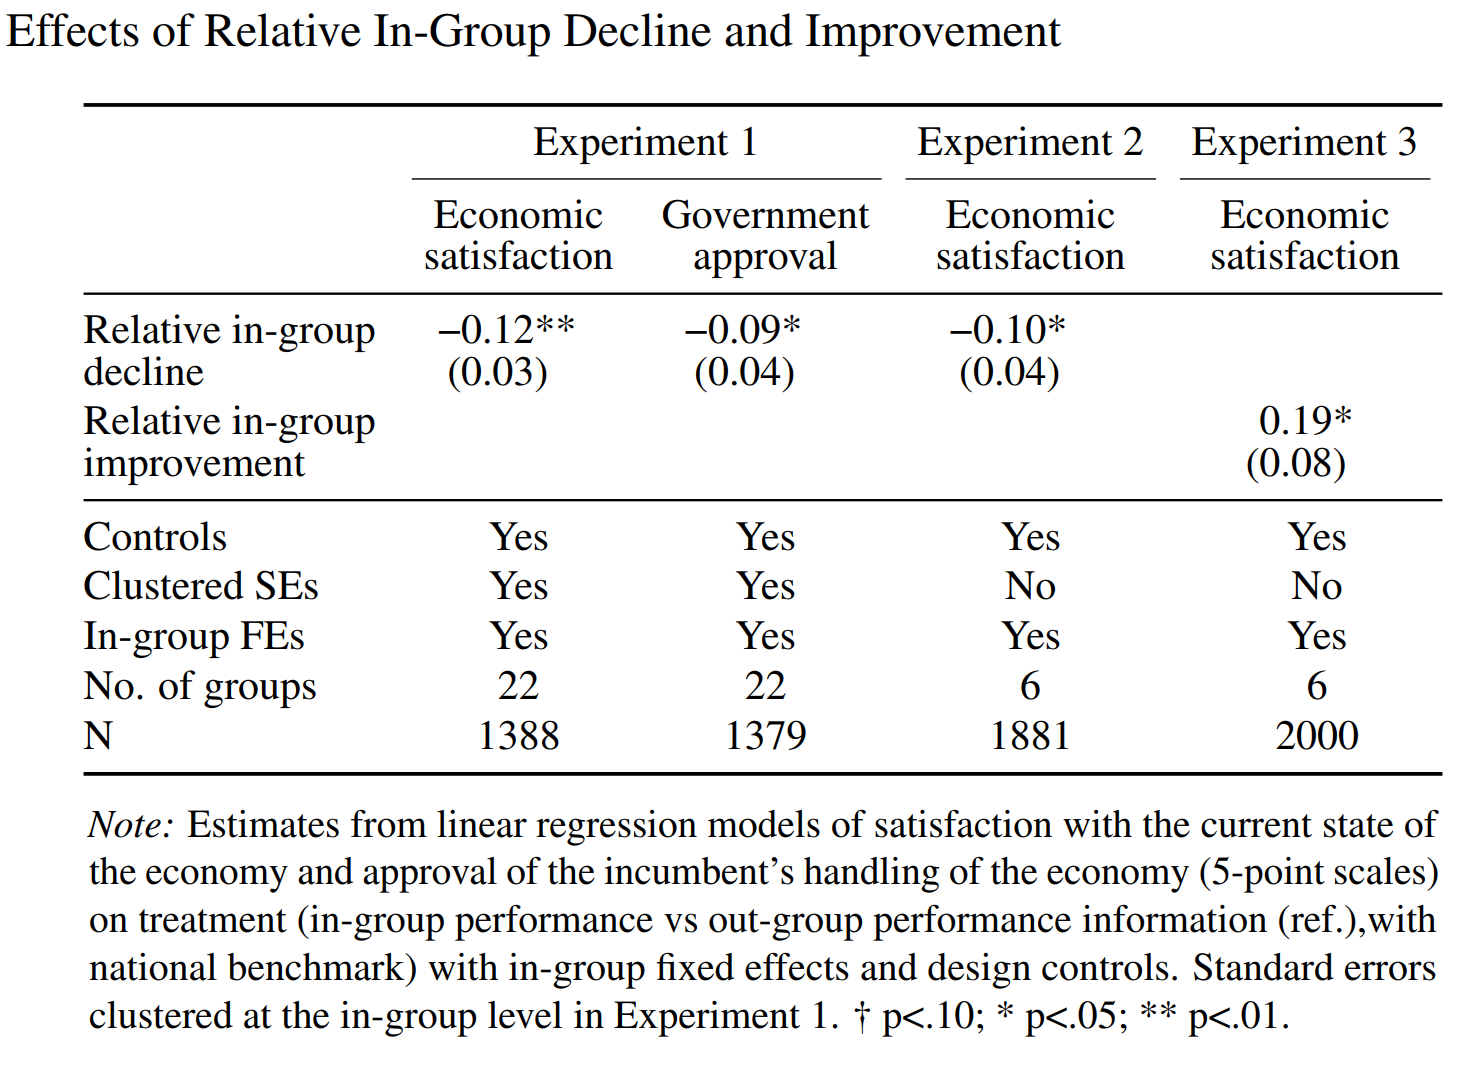 Effects of Relative In-Group Decline and Improvement
Experiment 1 Experiment 2 Experiment 3
Economic Government Economic Economic
satisfaction approval satisfaction satisfaction
Relative in-group −0.12** −0.09* −0.10*
decline (0.03) (0.04) (0.04)
Relative in-group 0.19*
improvement (0.08)
Controls Yes Yes Yes Yes
Clustered SEs Yes Yes No No
In-group FEs Yes Yes Yes Yes
No. of groups 22 22 6 6
N 1388 1379 1881 2000
Note: Estimates from linear regression models of satisfaction with the current state of
the economy and approval of the incumbent’s handling of the economy (5-point scales)
on treatment (in-group performance vs out-group performance information (ref.),with
national benchmark) with in-group fixed effects and design controls. Standard errors
clustered at the in-group level in Experiment 1. † p<.10; * p<.05; ** p<.01.